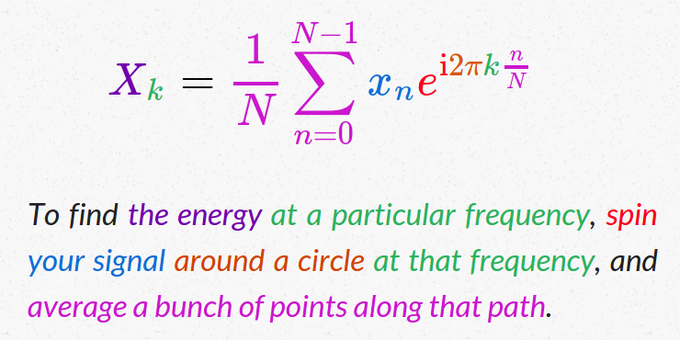 X_k = \frac{1}{N} \sum_{n=0}^{N-1} x_n e^{i2\pi k \frac{n}{N}}
To find the energy at a particular frequency, spin
your signal around a circle at that frequency, and
average a bunch of points along that path.